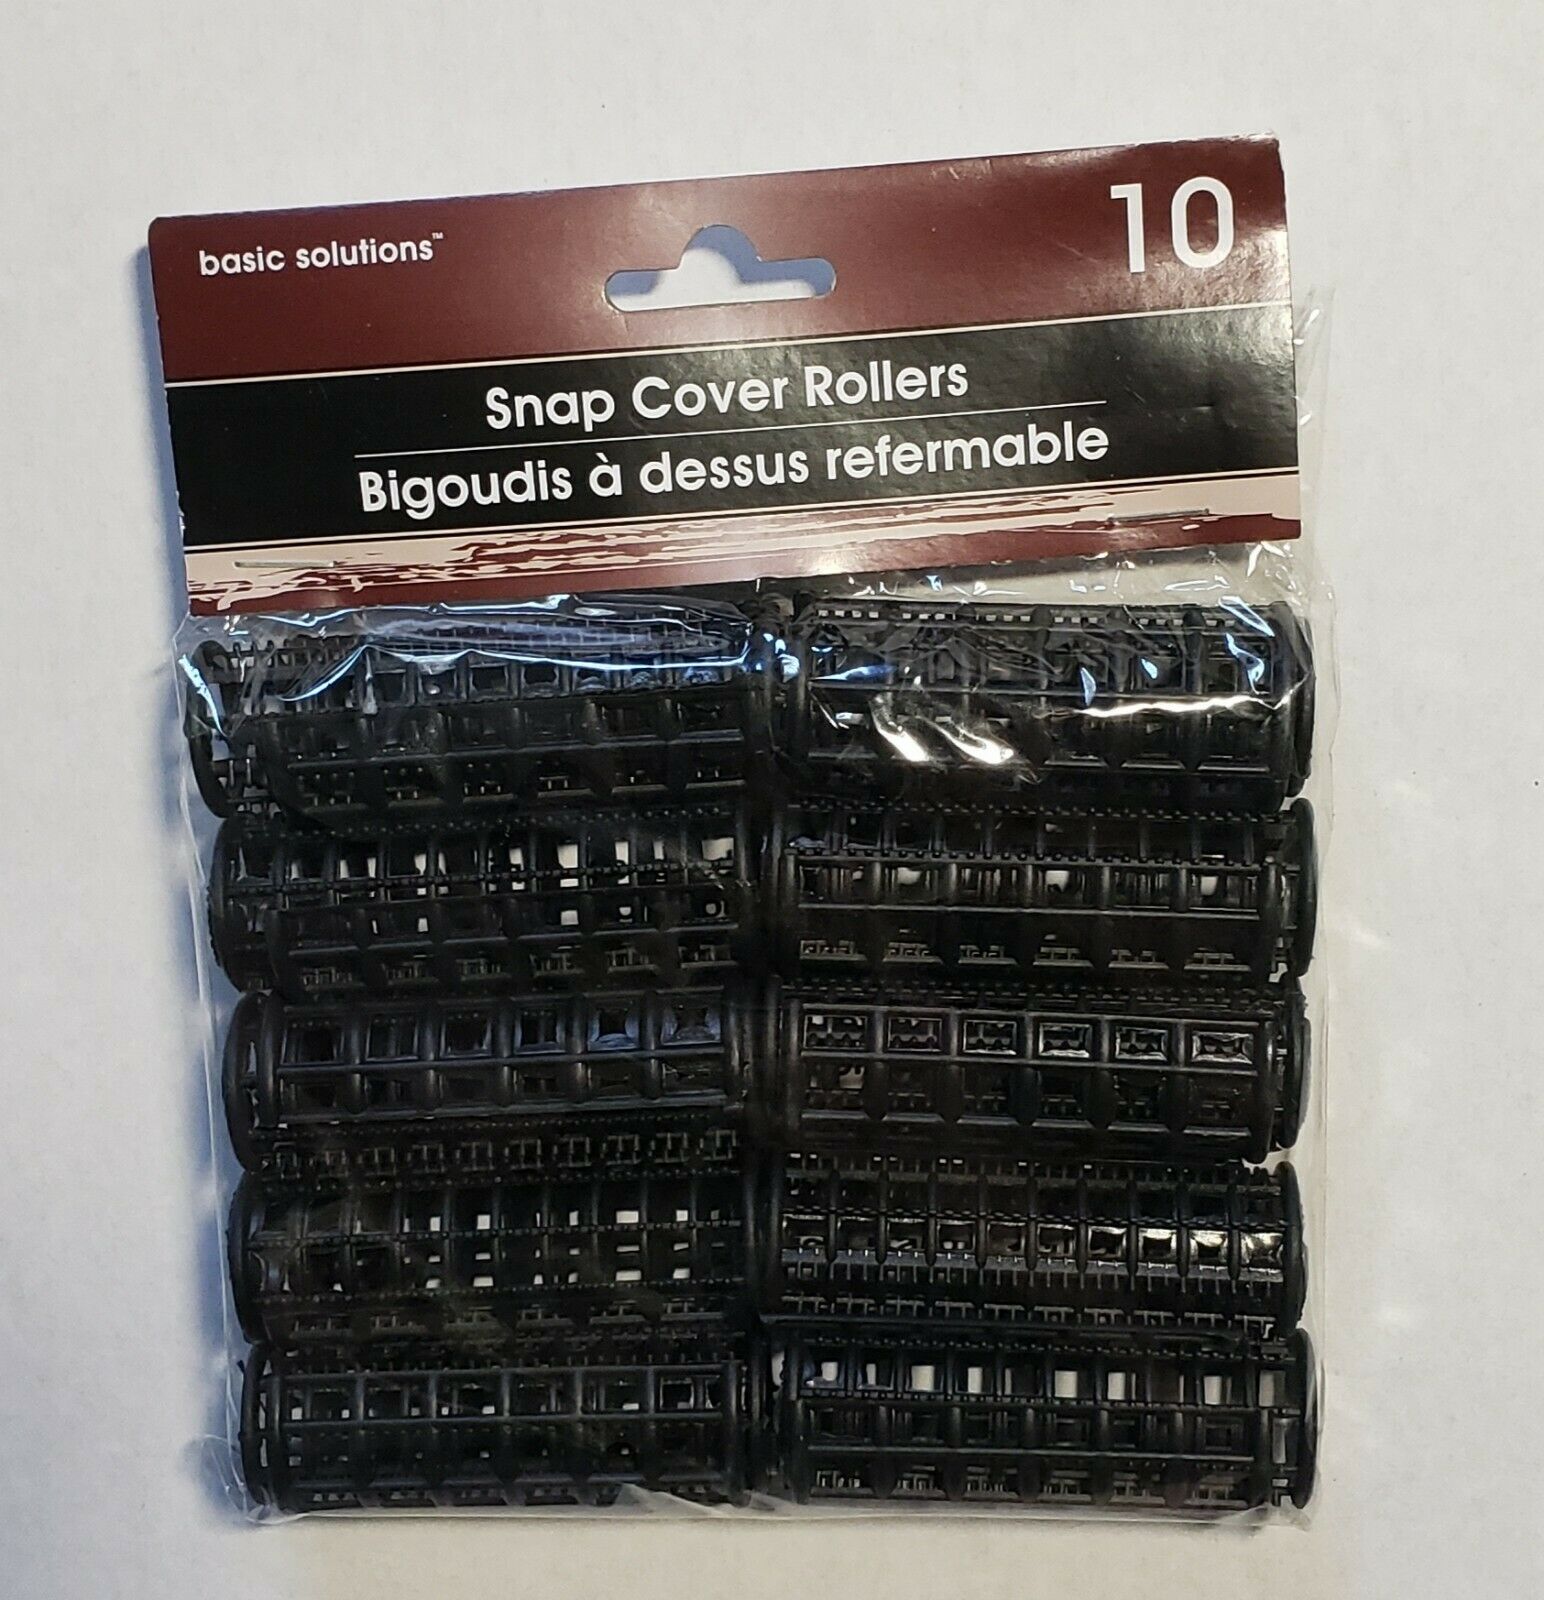 basic solutions™
10
Snap Cover Rollers
Bigoudis à dessus refermable